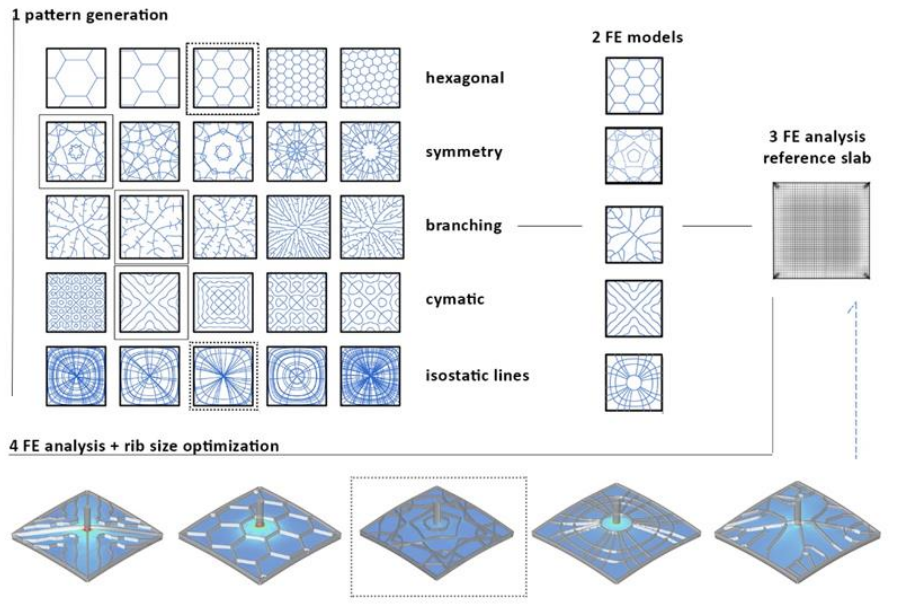 1 pattern generation
2 FE models
hexagonal
symmetry
3 FE analysis
reference slab
branching
cymatic
isostatic lines
4 FE analysis + rib size optimization